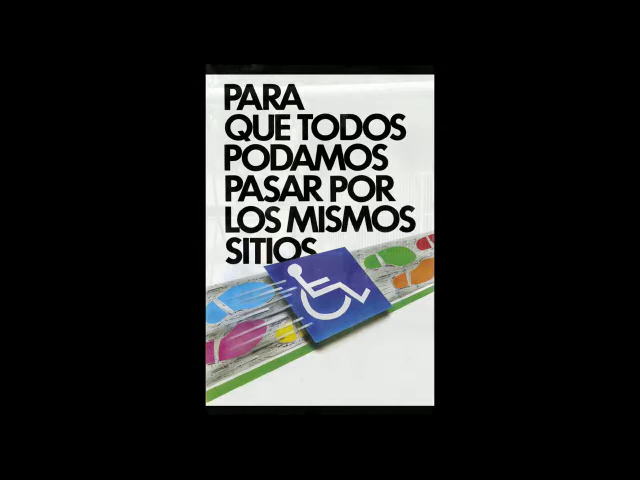 PARA
QUE TODOS
PODAMOS
PASAR POR
LOS MISMOS
SITIOS